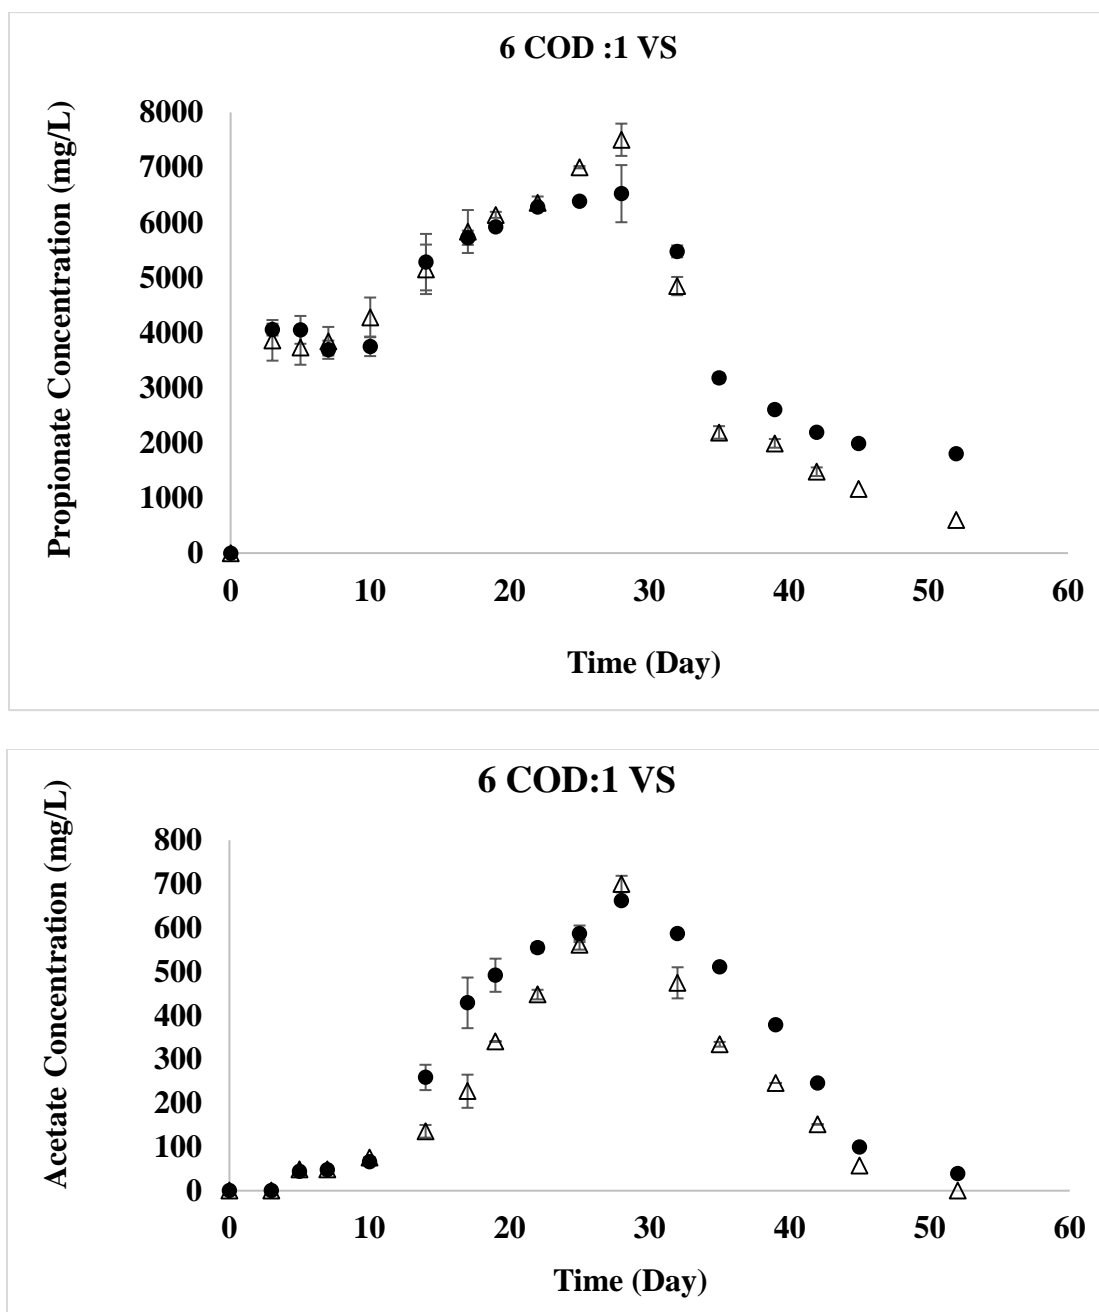 6 COD :1 VS
Propionate Concentration (mg/L)
8000
7000
6000
5000
4000
3000
2000
1000
0
0 10 20 30 40 50 60
Time (Day)
6 COD:1 VS
Acetate Concentration (mg/L)
800
700
600
500
400
300
200
100
0
0 10 20 30 40 50 60
Time (Day)